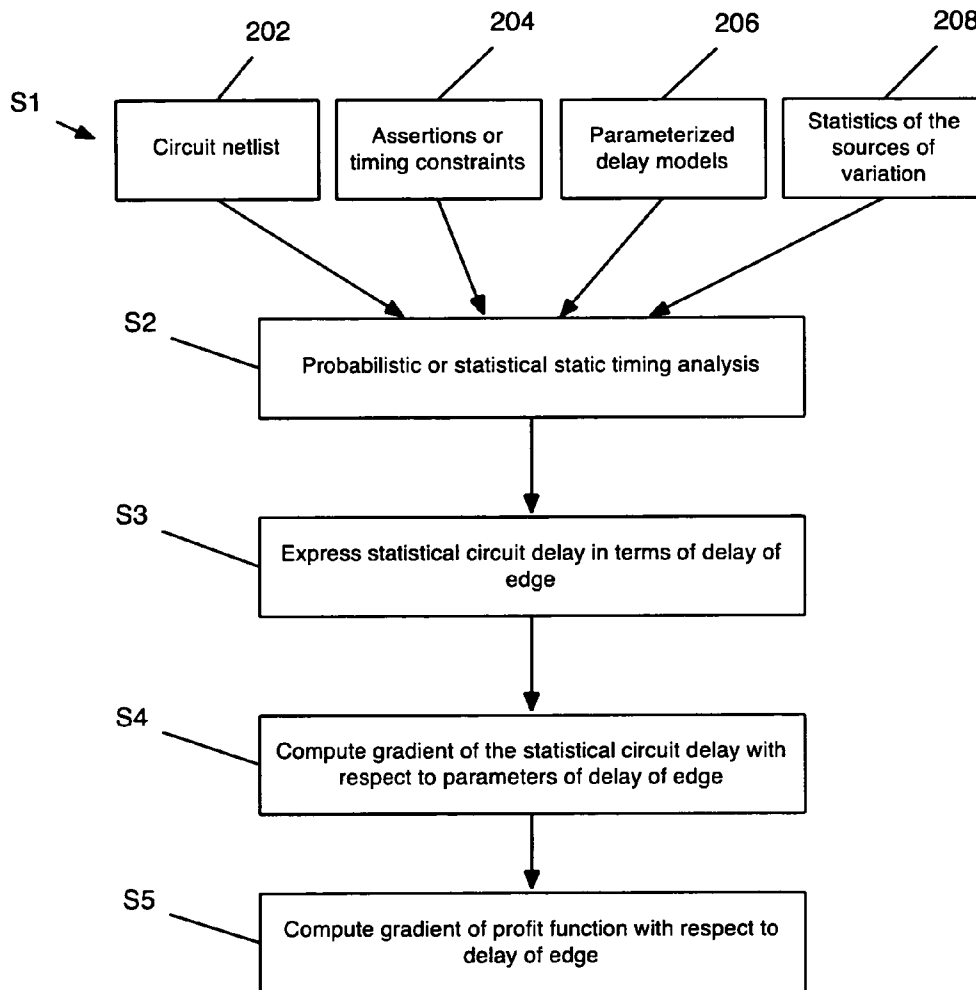 202
204
206
208
S1
Circuit netlist
Assertions or
timing constraints
Parameterized
delay models
Statistics of the
sources of
variation
S2
Probabilistic or statistical static timing analysis
S3
Express statistical circuit delay in terms of delay of
edge
S4
Compute gradient of the statistical circuit delay with
respect to parameters of delay of edge
S5
Compute gradient of profit function with respect to
delay of edge